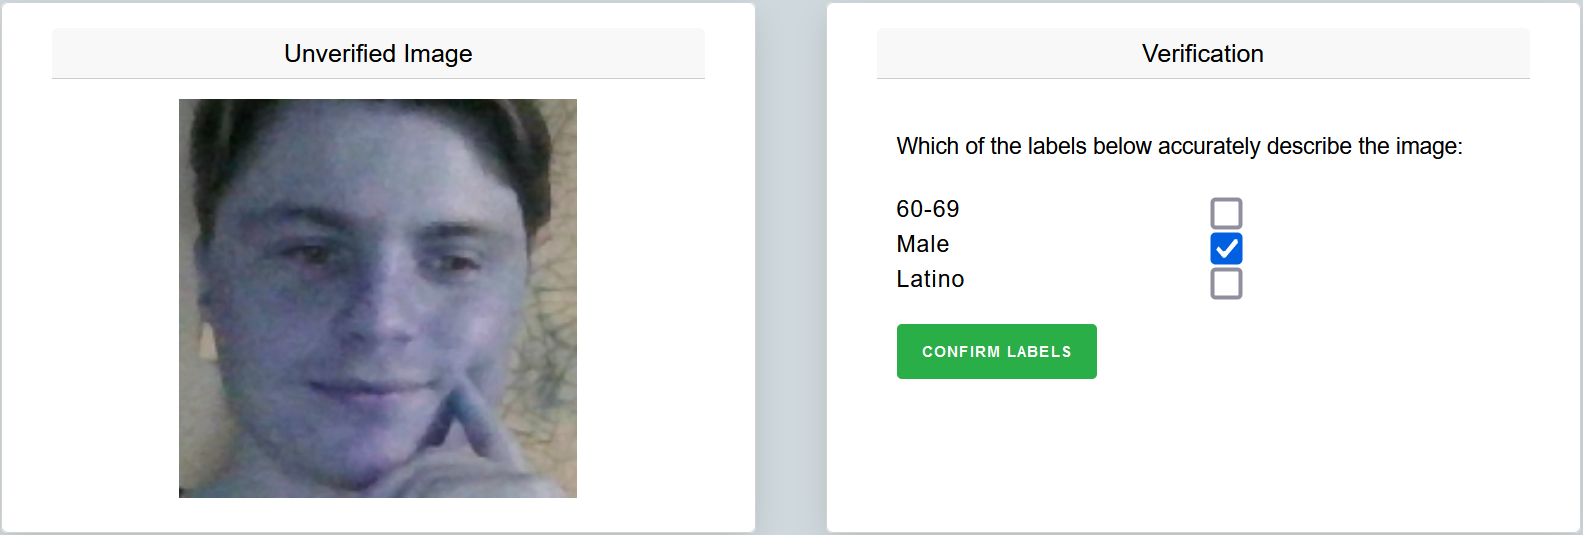 Unverified Image
Verification
Which of the labels below accurately describe the image:
60-69
Male
Latino
CONFIRM LABELS